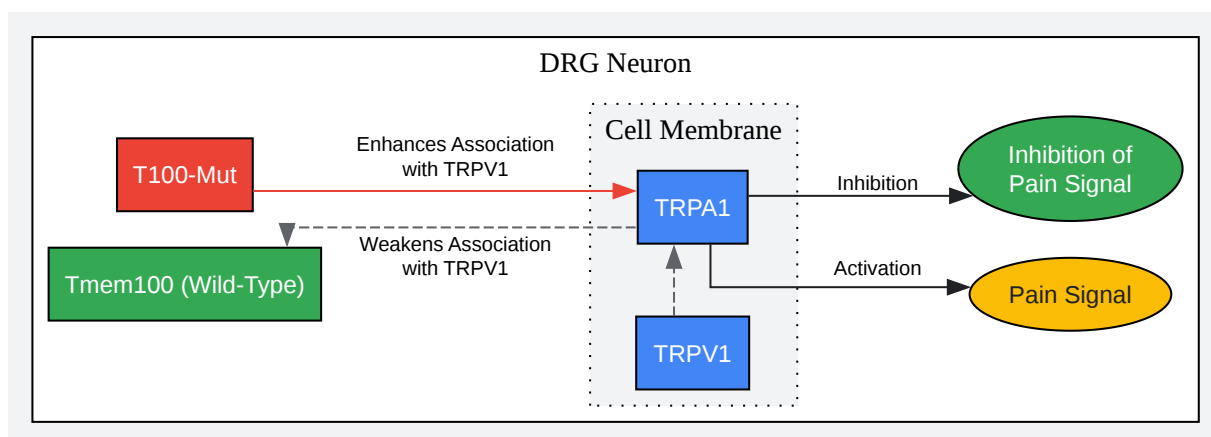 DRG Neuron
Cell Membrane
T100-Mut
Enhances Association
with TRPV1
TRPA1
Inhibition
Inhibition of
Pain Signal
Tmem100 (Wild-Type)
Weakens Association
with TRPV1
Activation
Pain Signal
TRPV1